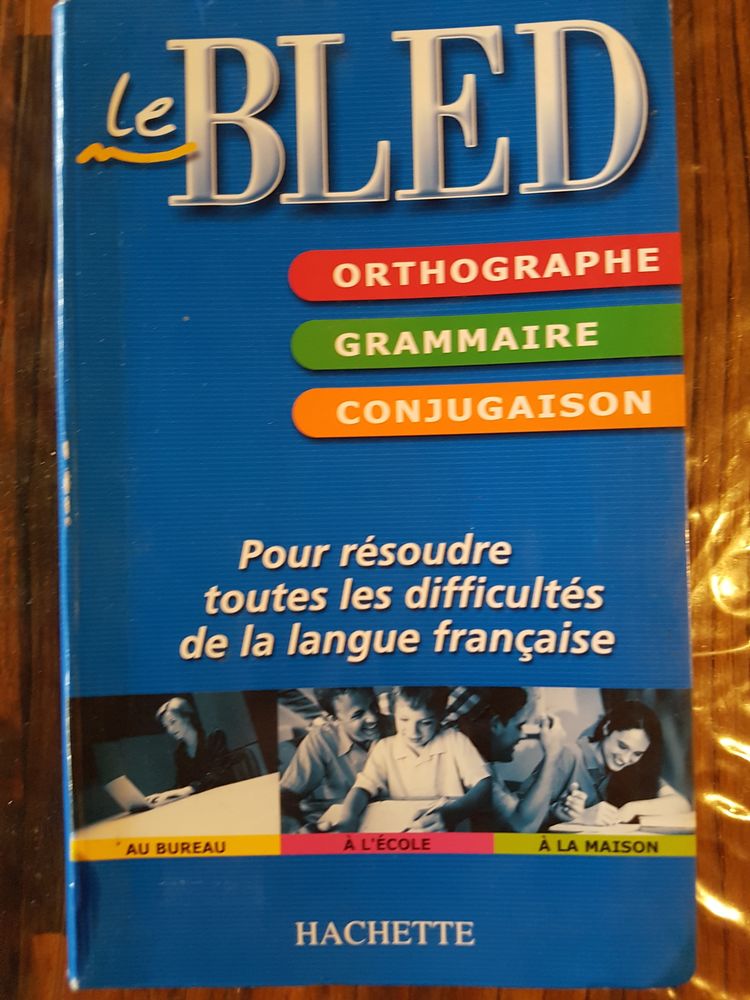 le BLED
ORTHOGRAPHE
GRAMMAIRE
CONJUGAISON
Pour résoudre
toutes les difficultés
de la langue française
AU BUREAU
À L'ÉCOLE
À LA MAISON
HACHETTE